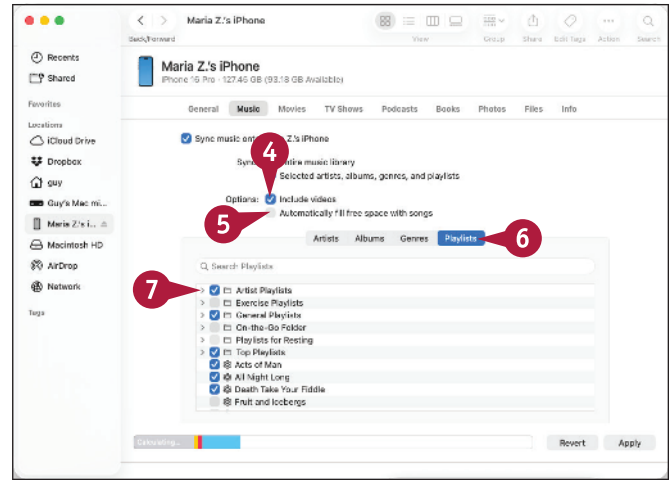 Maria Z.'s iPhone
Back/Forward View Group Share Edit Tags Action Search
Recents
Shared
Favorites
Locations
iCloud Drive
Dropbox
guy
Guy's Mac mi...
Maria Z.'s i...
Macintosh HD
AirDrop
Network
Tags
Maria Z.'s iPhone
iPhone 16 Pro · 127.46 GB (93.18 GB Available)
General Music Movies TV Shows Podcasts Books Photos Files Info
Sync music Z.'s iPhone
4
music library
Selected artists, albums, genres, and playlists
Options: Include videos
5
Automatically fill free space with songs
Artists Albums Genres Playlists
6
Search Playlists
7
Artist Playlists
Exercise Playlists
General Playlists
On-the-Go Folder
Playlists for Resting
Top Playlists
Acts of Man
All Night Long
Death Take Your Fiddle
Fruit and Icebergs
Calculating...
Revert Apply